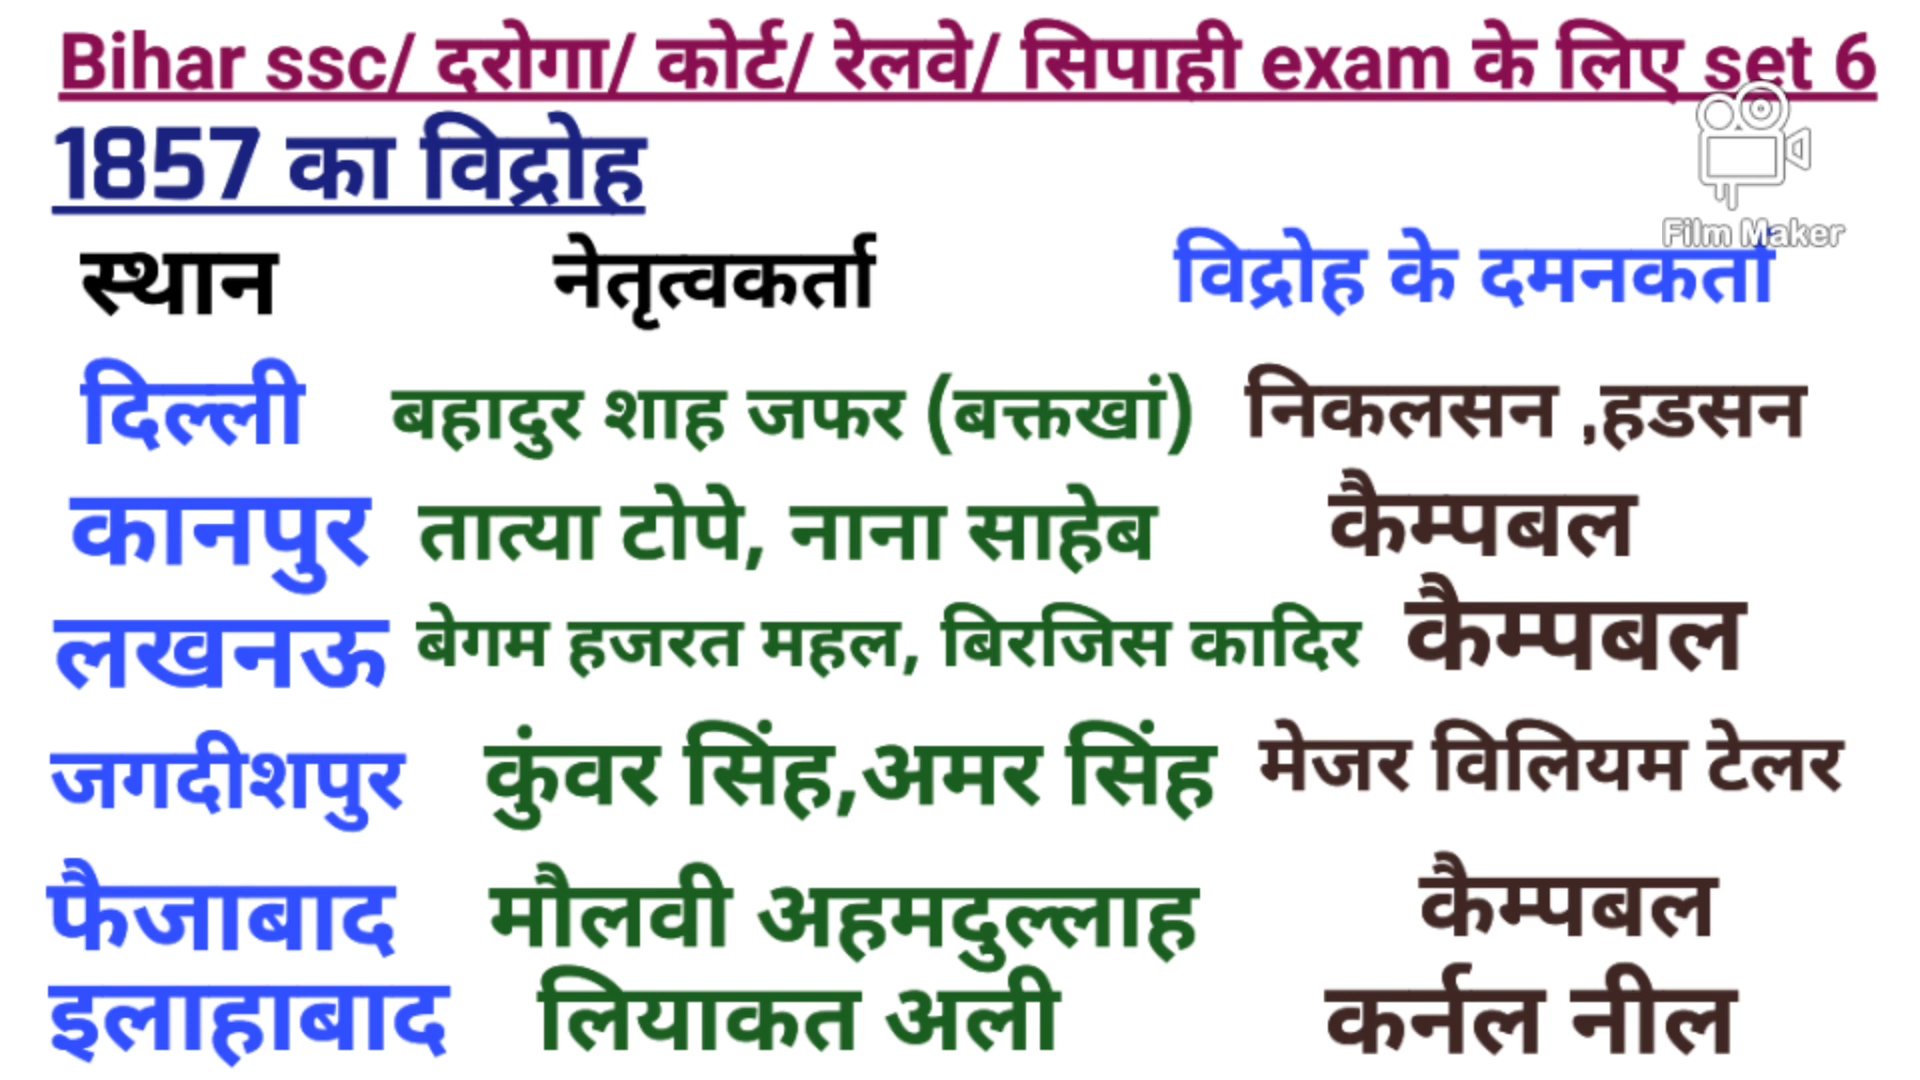 Bihar ssc/ दरोगा/ कोर्ट/ रेलवे/ सिपाही exam के लिए set 6
1857 का विद्रोह
Film Maker
स्थान नेतृत्वकर्ता विद्रोह के दमनकर्ता
दिल्ली बहादुर शाह जफर (बक्तखां) निकलसन ,हडसन
कानपुर तात्या टोपे, नाना साहेब कैम्पबल
लखनऊ बेगम हजरत महल, बिरजिस कादिर कैम्पबल
जगदीशपुर कुंवर सिंह,अमर सिंह मेजर विलियम टेलर
फैजाबाद मौलवी अहमदुल्लाह कैम्पबल
इलाहाबाद लियाकत अली कर्नल नील